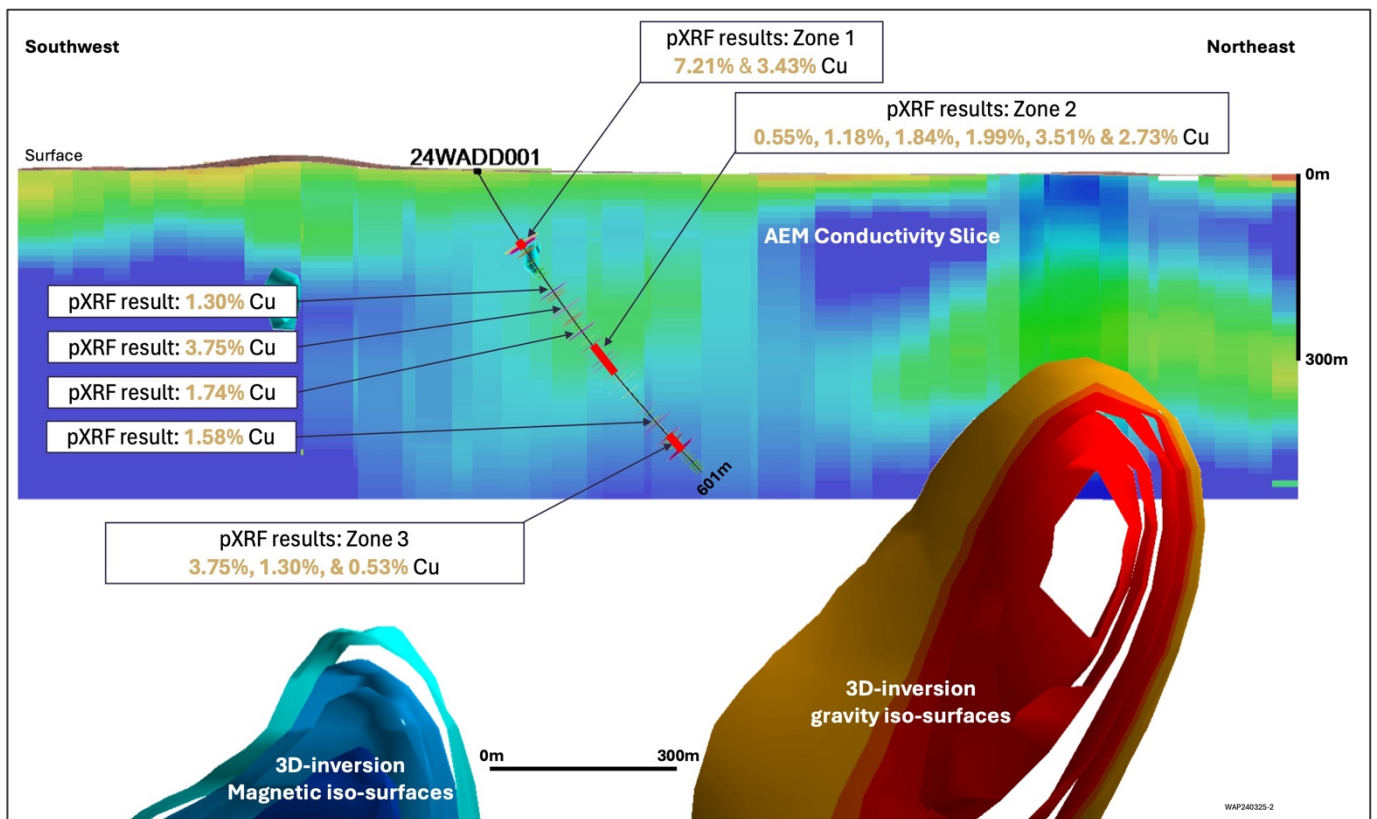 Southwest
pXRF results: Zone 1
7.21% & 3.43% Cu
Northeast
pXRF results: Zone 2
0.55%, 1.18%, 1.84%, 1.99%, 3.51% & 2.73% Cu
Surface
24WADD001
0m
AEM Conductivity Slice
pXRF result: 1.30% Cu
pXRF result: 3.75% Cu
300m
pXRF result: 1.74% Cu
pXRF result: 1.58% Cu
601m
pXRF results: Zone 3
3.75%, 1.30%, & 0.53% Cu
3D-inversion
gravity iso-surfaces
0m
300m
3D-inversion
Magnetic iso-surfaces
WAP240325-2